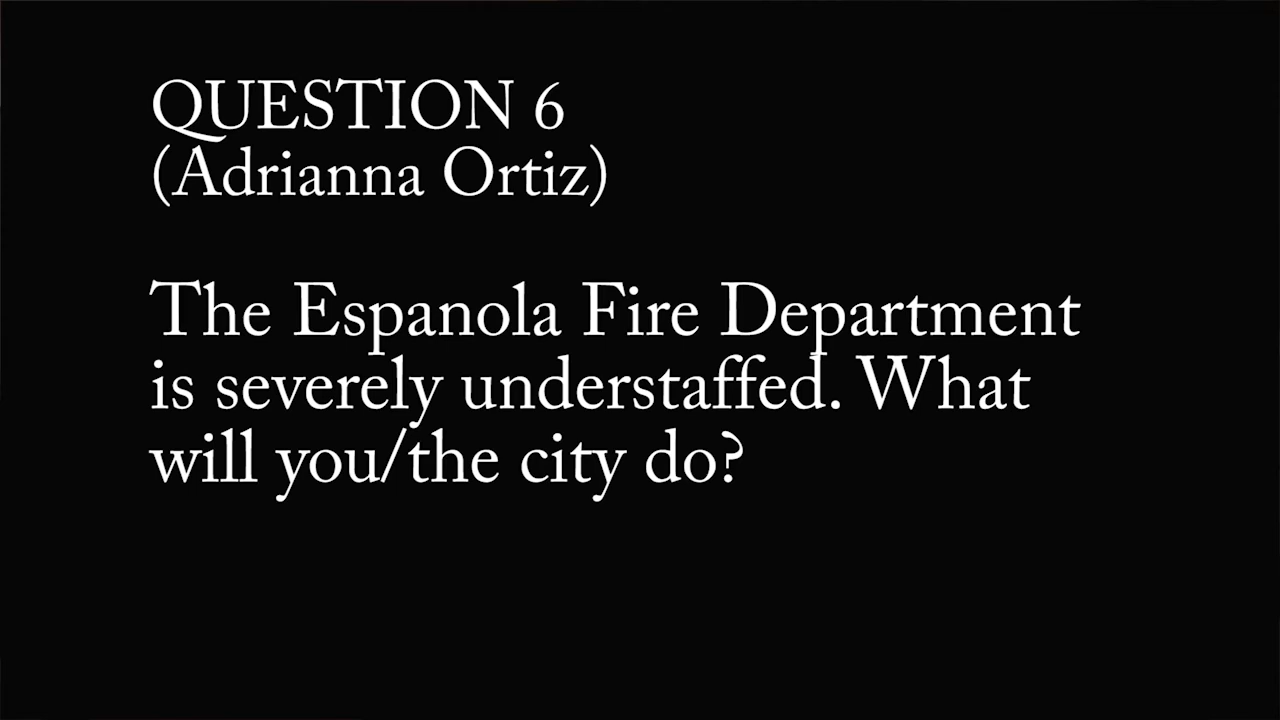 QUESTION 6
(Adrianna Ortiz)
The Espanola Fire Department
is severely understaffed. What
will you/the city do?